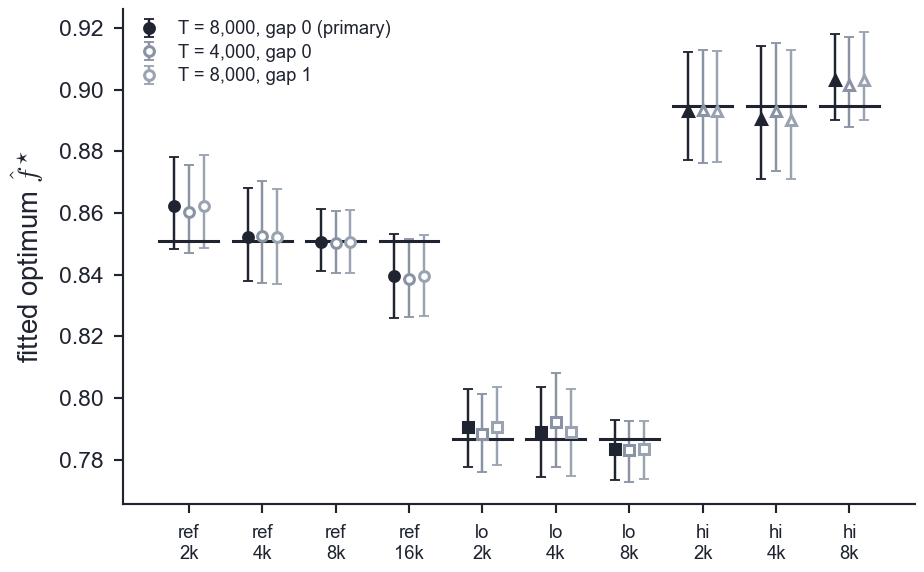 T = 8,000, gap 0 (primary)
T = 4,000, gap 0
T = 8,000, gap 1
fitted optimum f̂⋆
0.92
0.90
0.88
0.86
0.84
0.82
0.80
0.78
ref ref ref ref lo lo lo hi hi hi
2k 4k 8k 16k 2k 4k 8k 2k 4k 8k